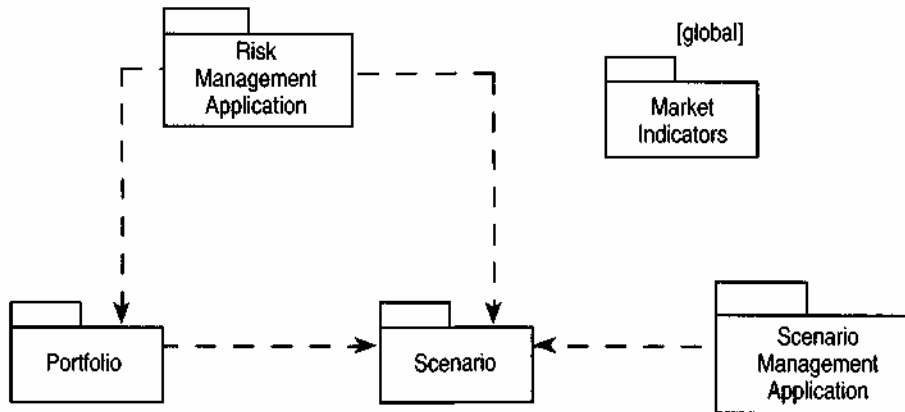 Risk
Management
Application
[global]
Market
Indicators
Portfolio
Scenario
Scenario
Management
Application